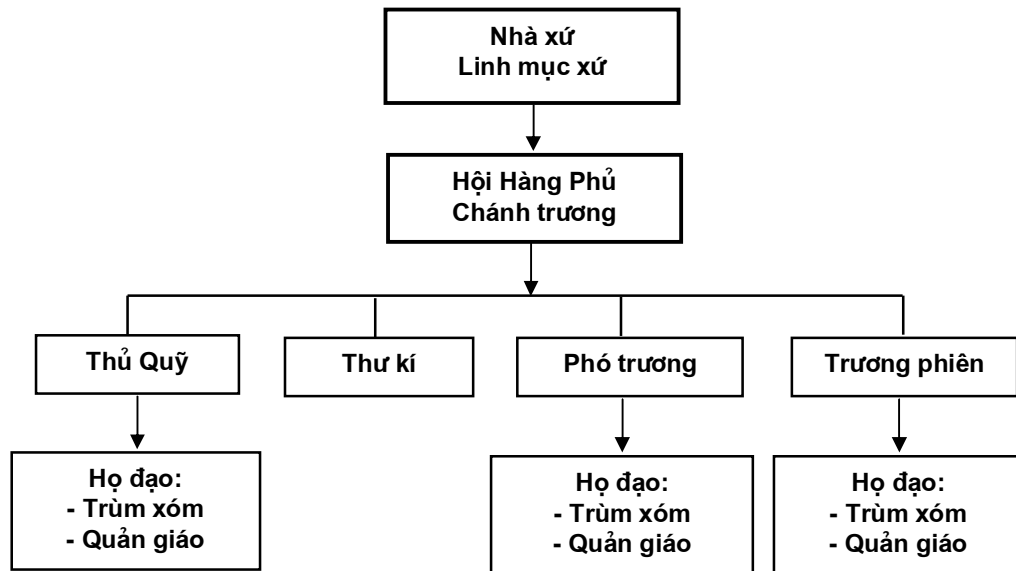 Nhà xứ
Linh mục xứ
Hội Hàng Phủ
Chánh trương
Thủ Quỹ
Thư kí
Phó trương
Trương phiên
Họ đạo:
- Trùm xóm
- Quản giáo
Họ đạo:
- Trùm xóm
- Quản giáo
Họ đạo:
- Trùm xóm
- Quản giáo